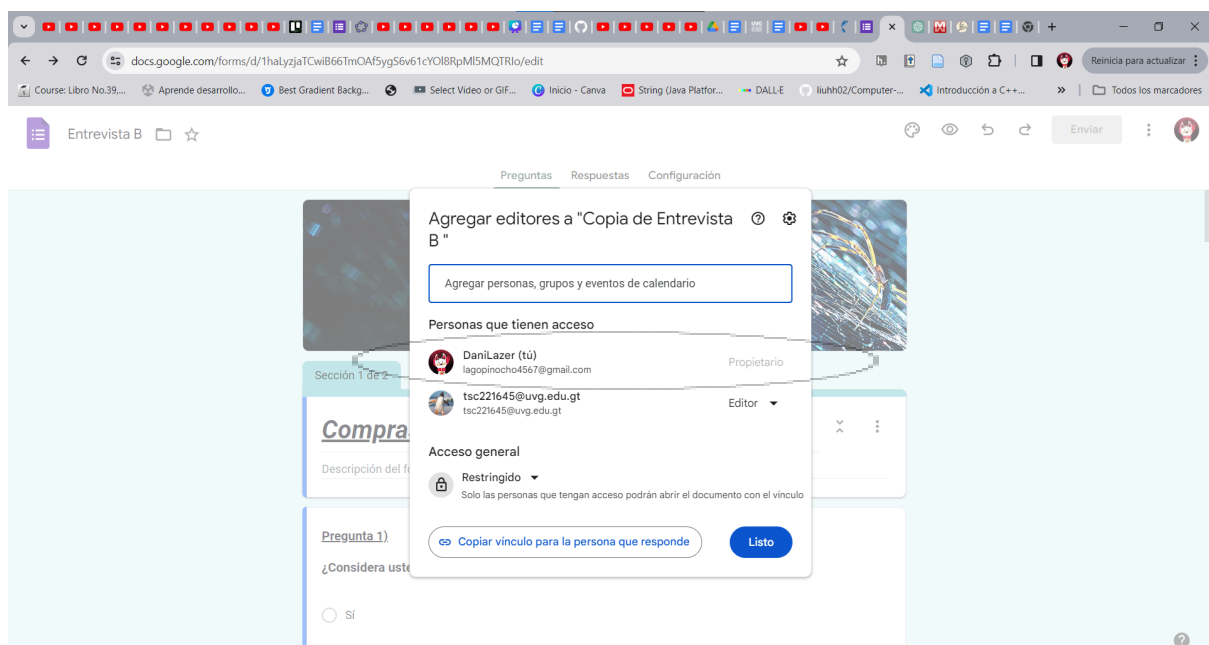 docs.google.com/forms/d/1haLyzjaTCwiB66TmOAf5ygS6v61cYOl8RpMl5MQTRIo/edit
Reinicia para actualizar
Course: Libro No.39,...
Aprende desarrollo...
Best Gradient Backg...
Select Video or GIF...
Inicio - Canva
String (Java Platfor...
DALL·E
liuhh02/Computer-...
Introducción a C++...
Todos los marcadores
Entrevista B
Enviar
Preguntas Respuestas Configuración
Agregar editores a "Copia de Entrevista
B "
Agregar personas, grupos y eventos de calendario
Personas que tienen acceso
DaniLazer (tú)
lagopinocho4567@gmail.com
Propietario
tsc221645@uvg.edu.gt
tsc221645@uvg.edu.gt
Editor
Acceso general
Restringido
Solo las personas que tengan acceso podrán abrir el documento con el vínculo
Copiar vínculo para la persona que responde
Listo
Sección 1 de 2
Compra
Descripción del fo
Pregunta 1)
¿Considera uste
Sí